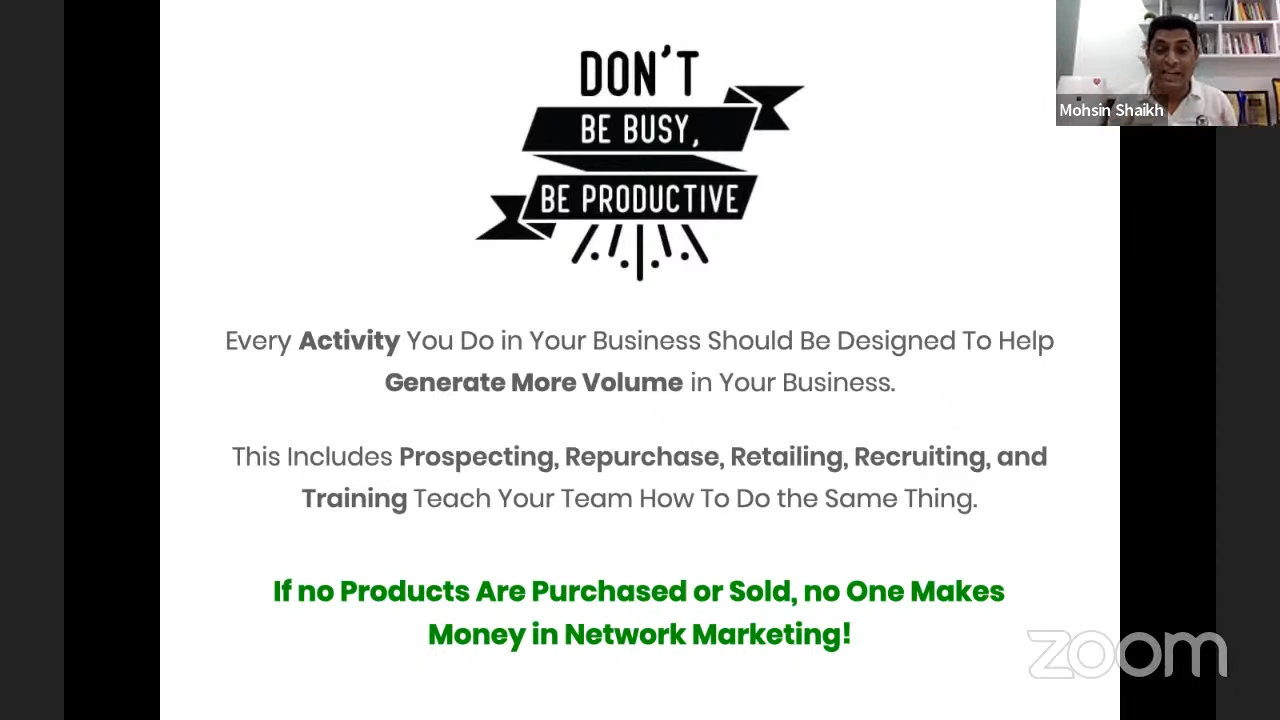 DON'T
BE BUSY,
BE PRODUCTIVE
Mohsin Shaikh
Every Activity You Do in Your Business Should Be Designed To Help
Generate More Volume in Your Business.
This Includes Prospecting, Repurchase, Retailing, Recruiting, and
Training Teach Your Team How To Do the Same Thing.
If no Products Are Purchased or Sold, no One Makes
Money in Network Marketing!
zoom